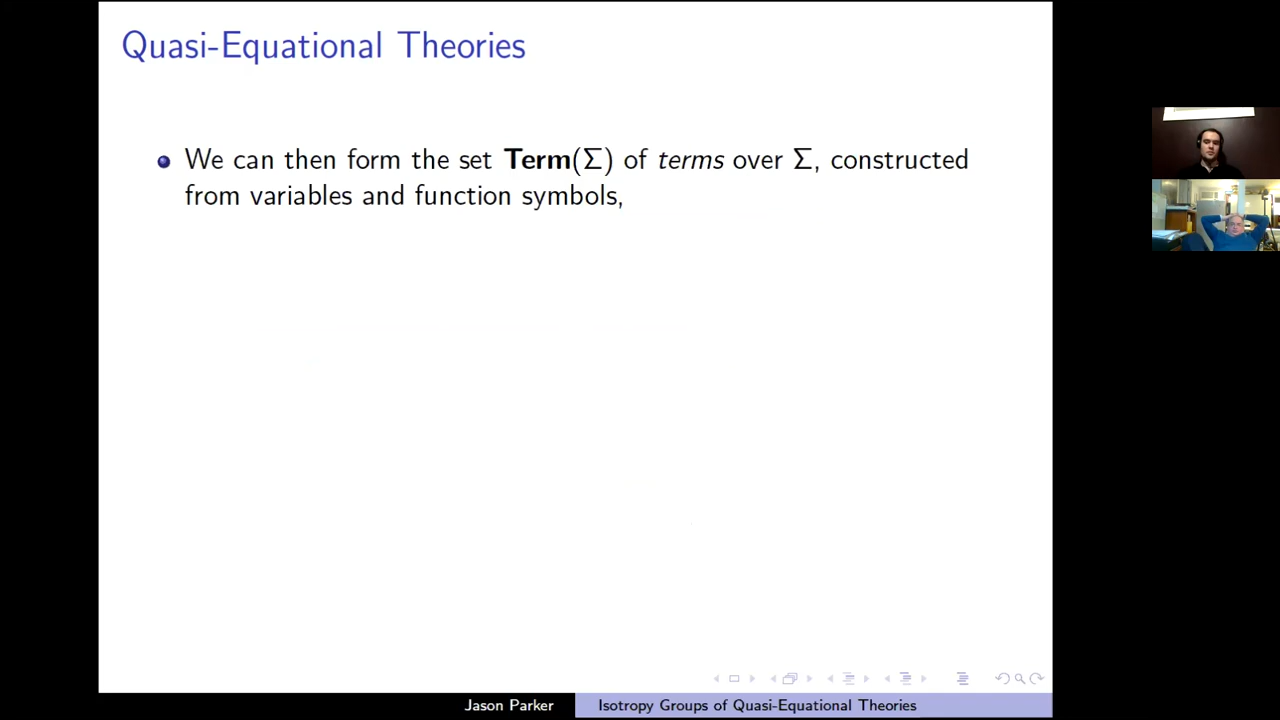 Quasi-Equational Theories
We can then form the set Term(Σ) of terms over Σ, constructed
from variables and function symbols,
Jason Parker
Isotropy Groups of Quasi-Equational Theories